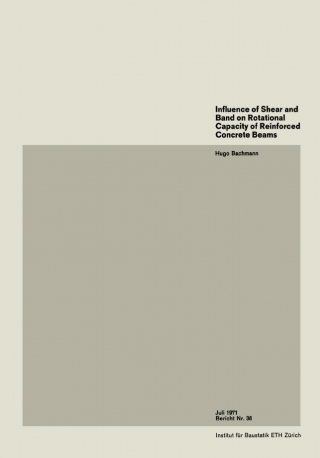 Influence of Shear and
Band on Rotational
Capacity of Reinforced
Concrete Beams
Hugo Bachmann
Juli 1971
Bericht Nr. 36
Institut für Baustatik ETH Zürich